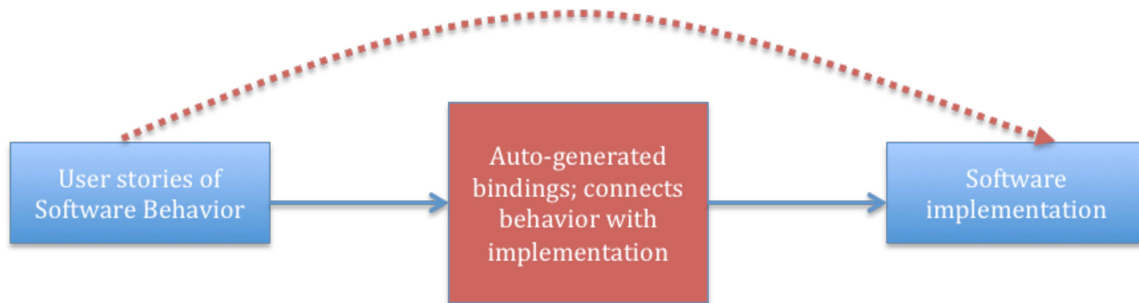 User stories of
Software Behavior
Auto-generated
bindings; connects
behavior with
implementation
Software
implementation